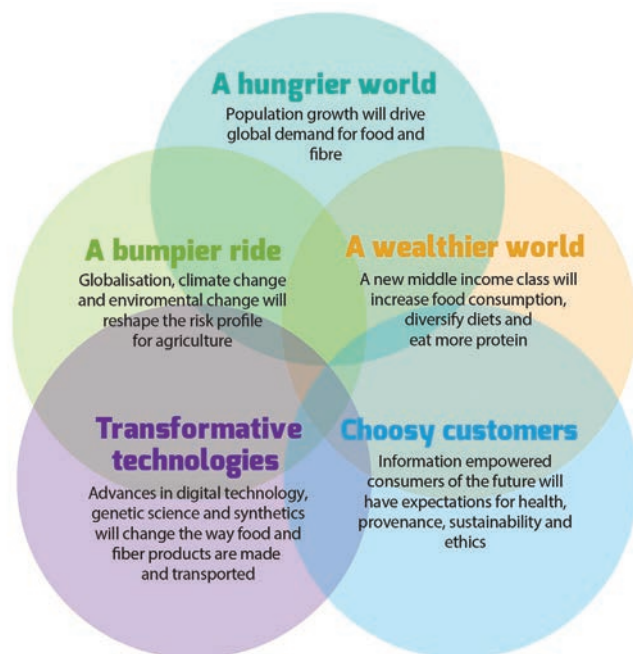 A hungrier world
Population growth will drive
global demand for food and
fibre
A bumpier ride
Globalisation, climate change
and enviromental change will
reshape the risk profile
for agriculture
A wealthier world
A new middle income class will
increase food consumption,
diversify diets and
eat more protein
Transformative
technologies
Advances in digital technology,
genetic science and synthetics
will change the way food and
fiber products are made
and transported
Choosy customers
Information empowered
consumers of the future will
have expectations for health,
provenance, sustainability and
ethics